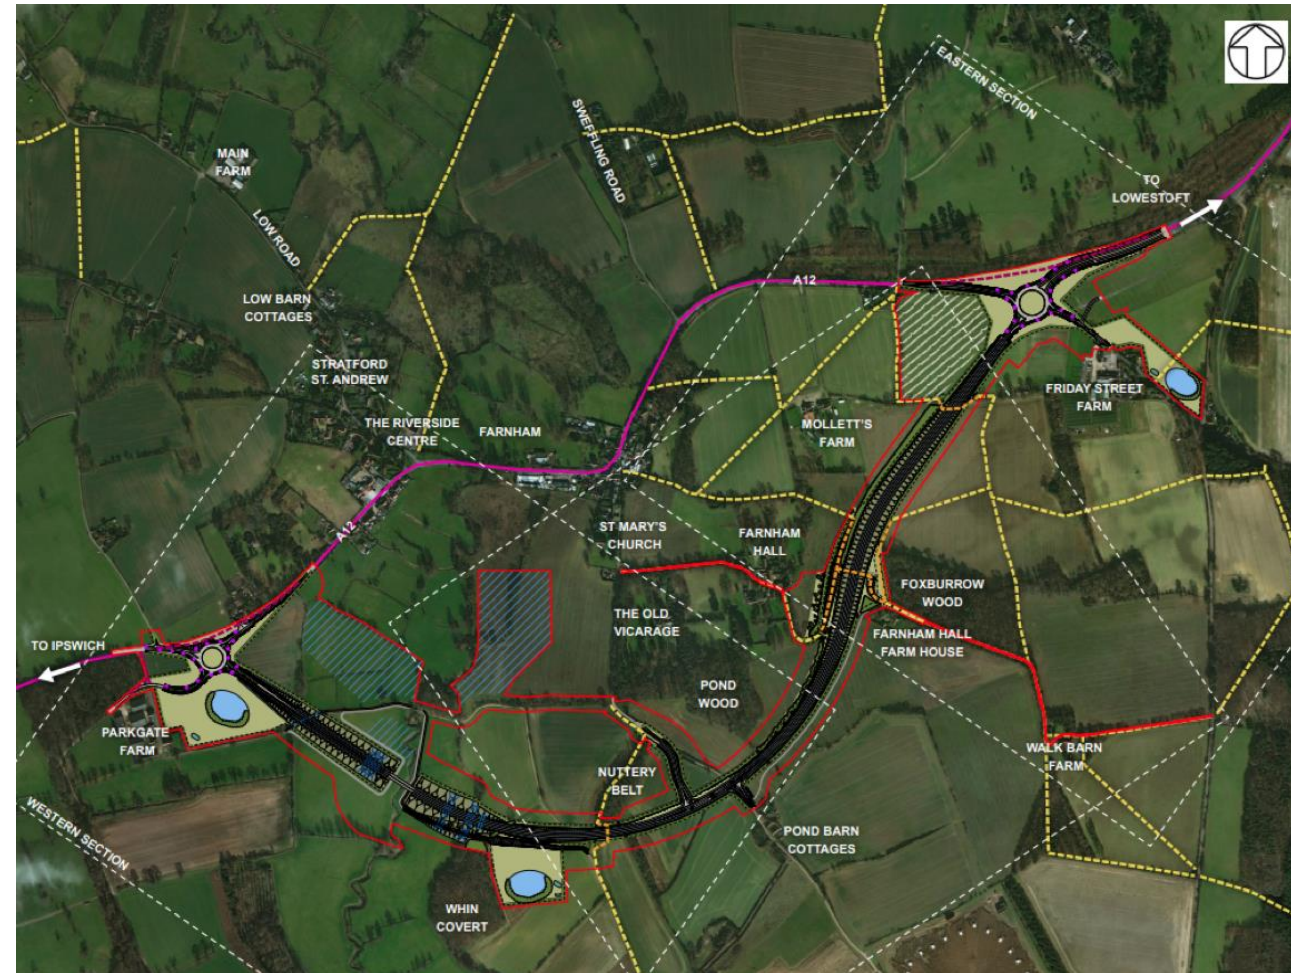 EASTERN SECTION
SWEFFLING ROAD
MAIN
FARM
TO
LOWESTOFT
LOW ROAD
A12
LOW BARN
COTTAGES
STRATFORD
ST. ANDREW
FRIDAY STREET
FARM
THE RIVERSIDE
CENTRE
FARNHAM
MOLLETT'S
FARM
A12
ST MARY'S
CHURCH
FARNHAM
HALL
FOXBURROW
WOOD
THE OLD
VICARAGE
FARNHAM HALL
FARM HOUSE
TO IPSWICH
POND
WOOD
PARKGATE
FARM
WALK BARN
FARM
NUTTERY
BELT
WESTERN SECTION
POND BARN
COTTAGES
WHIN
COVERT